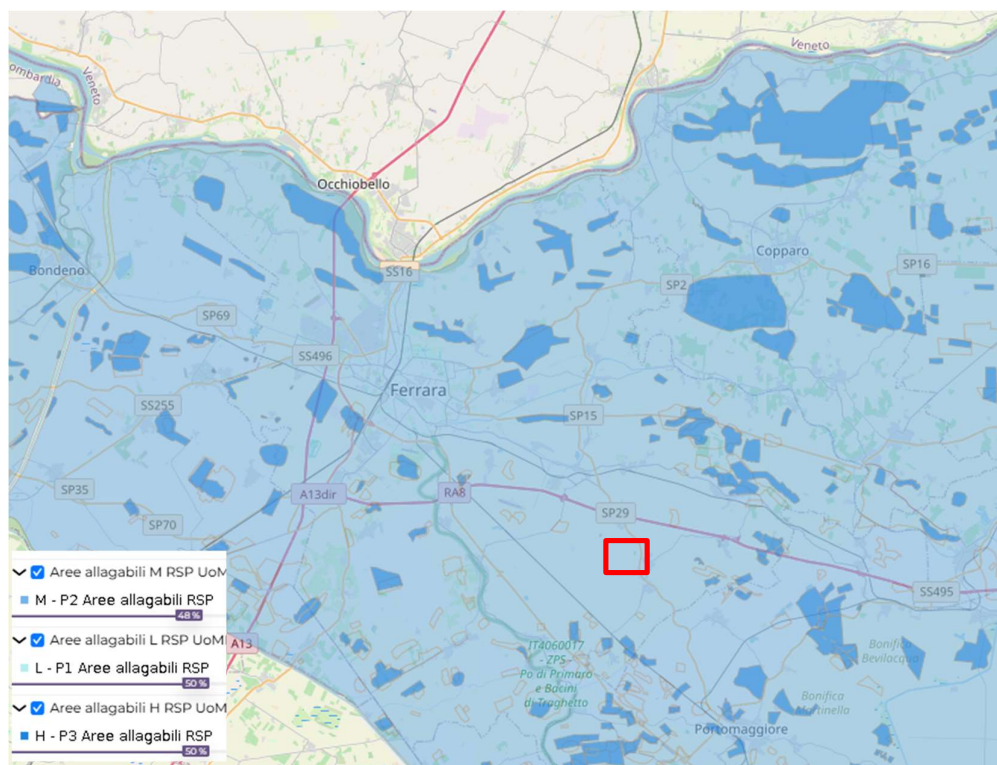 Veneto
ombardia
Veneto
Occhiobello
SS16
Copparo
SP16
Bondeno
SP2
SP69
SS496
Ferrara
SS255
SP15
SP35
A13dir
RA8
SP29
SP70
SS495
Aree allagabili M RSP UoM
M - P2 Aree allagabili RSP
48 %
Aree allagabili L RSP UoM
L - P1 Aree allagabili RSP
50 %
Aree allagabili H RSP UoM
H - P3 Aree allagabili RSP
50 %
A13
IT4060017
- ZPS -
Po di Primaro
e Bacini
di Traghetto
Bonifica
Bevilacqua
Bonifica
Martinella
Portomaggiore